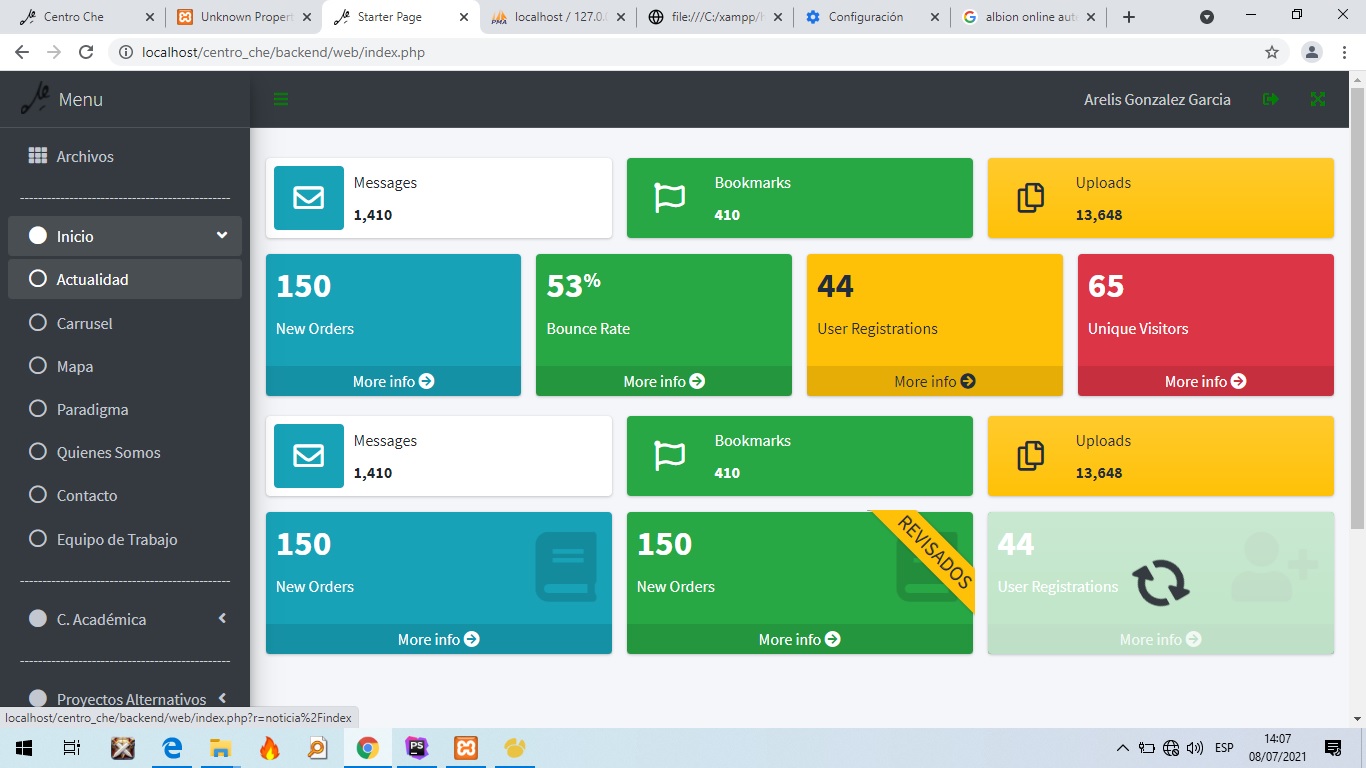 Centro Che
Unknown Propert
Starter Page
localhost / 127.0.0
file:///C:/xampp/h
Configuración
albion online aut
localhost/centro_che/backend/web/index.php
Menu
Arelis Gonzalez Garcia
Archivos
Inicio
Actualidad
Carrusel
Mapa
Paradigma
Quienes Somos
Contacto
Equipo de Trabajo
C. Académica
Proyectos Alternativos
Messages
1,410
Bookmarks
410
Uploads
13,648
150
New Orders
More info
53%
Bounce Rate
More info
44
User Registrations
More info
65
Unique Visitors
More info
Messages
1,410
Bookmarks
410
Uploads
13,648
150
New Orders
More info
150
New Orders
REVISADOS
More info
44
User Registrations
More info
localhost/centro_che/backend/web/index.php?r=noticia%2Findex
PS
ESP
14:07
08/07/2021